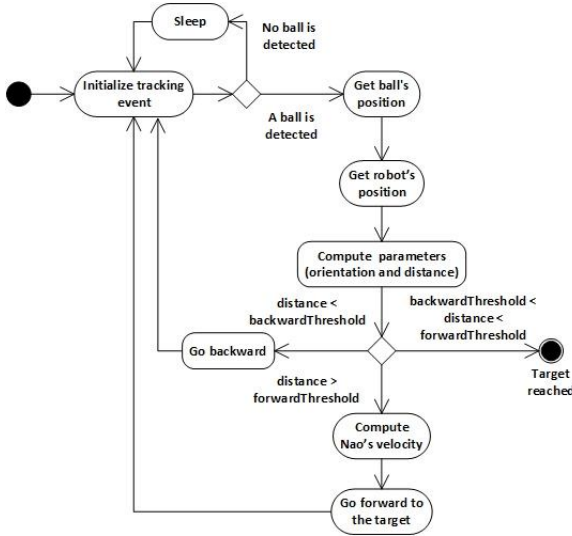 Sleep
No ball is
detected
Initialize tracking
event
A ball is
detected
Get ball's
position
Get robot's
position
Compute parameters
(orientation and distance)
distance <
backwardThreshold
backwardThreshold <
distance <
forwardThreshold
Go backward
distance >
forwardThreshold
Target
reached
Compute
Nao's velocity
Go forward to
the target